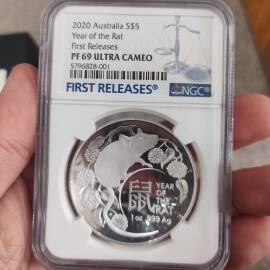 2020 Australia S$5
Year of the Rat
First Releases
PF 69 ULTRA CAMEO
5796828-001
FIRST RELEASES®
NGC
鼠
YEAR
OF THE
RAT
1oz .999 Ag